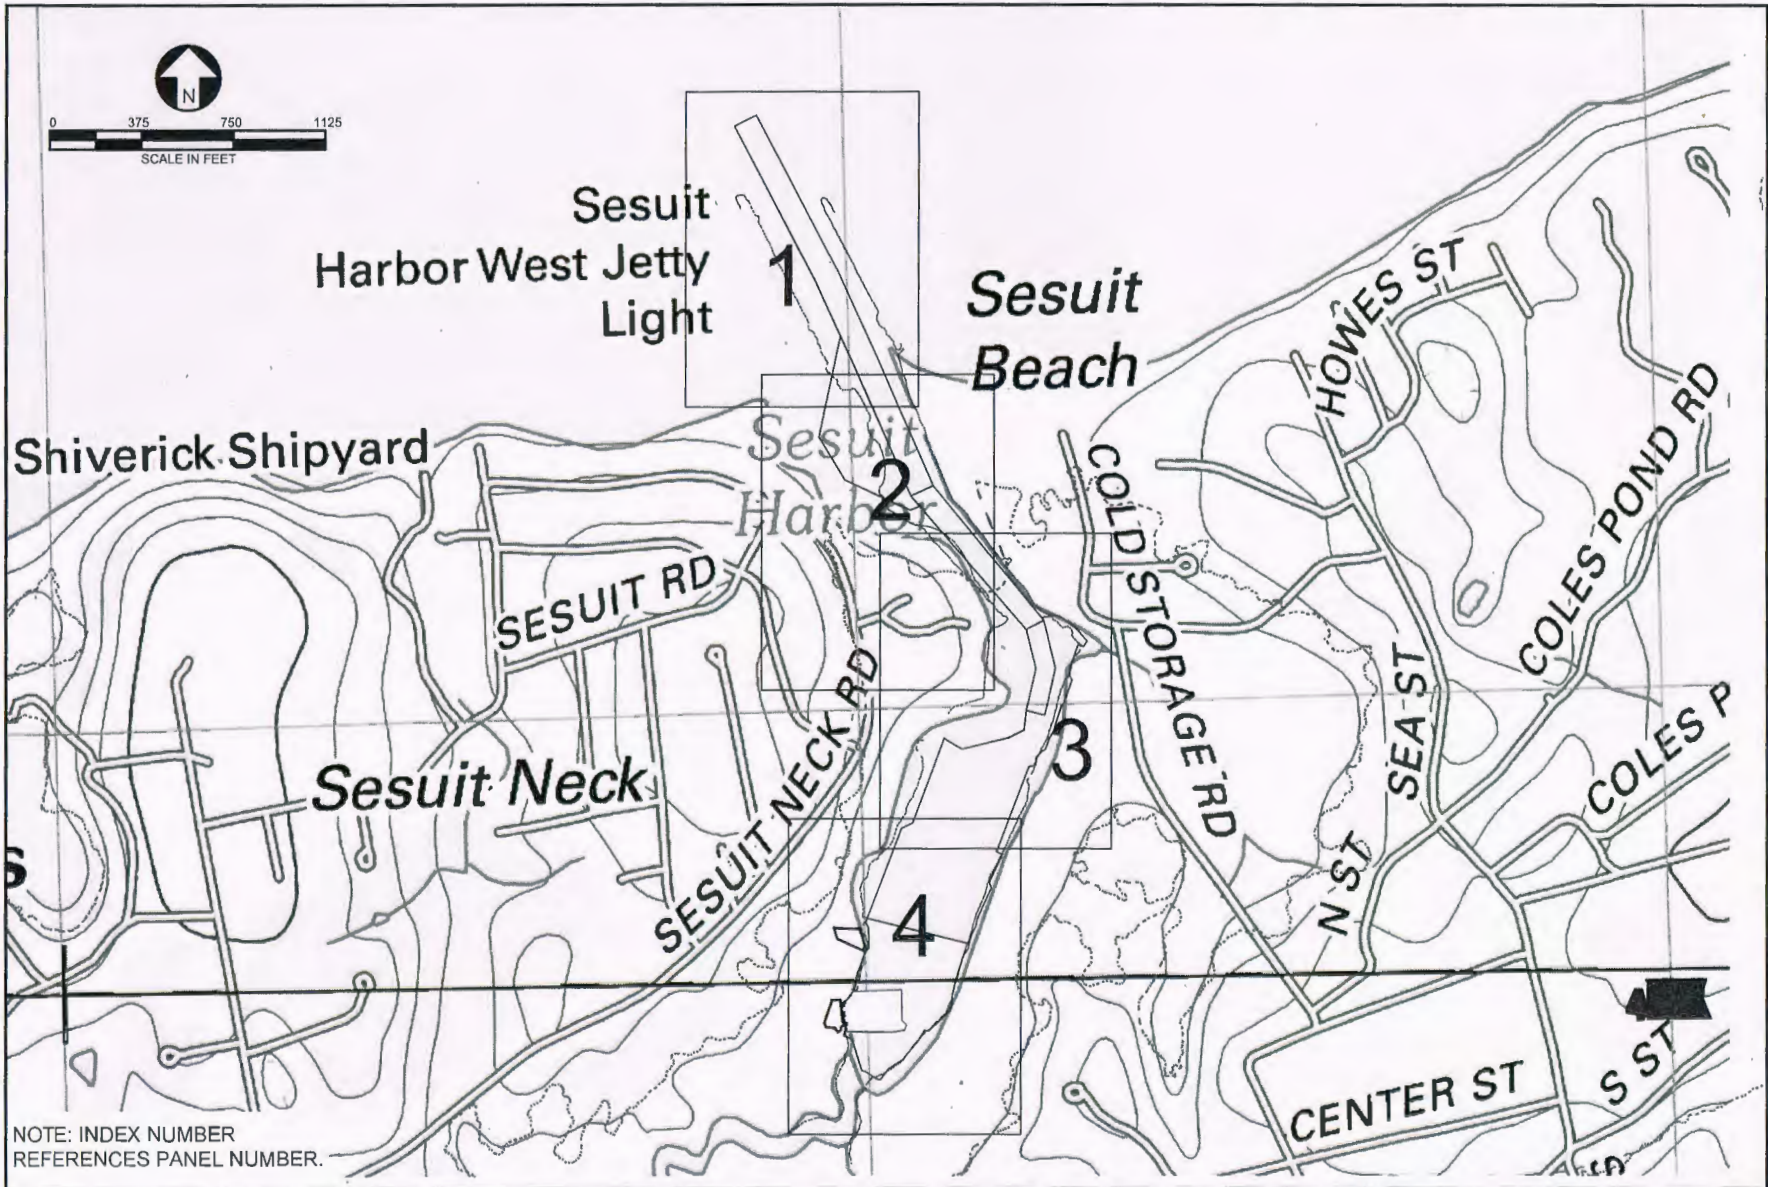 N
0 375 750 1125
SCALE IN FEET
Sesuit
Harbor West Jetty
Light
1
Sesuit
Beach
HOWES ST
Shiverick Shipyard
Sesuit
Harbor
2
COLD STORAGE RD
COLES POND RD
SESUIT RD
SEA ST
3
COLES P
Sesuit Neck
SESUIT NECK RD
S
N ST
4
CENTER ST
S ST
NOTE: INDEX NUMBER
REFERENCES PANEL NUMBER.